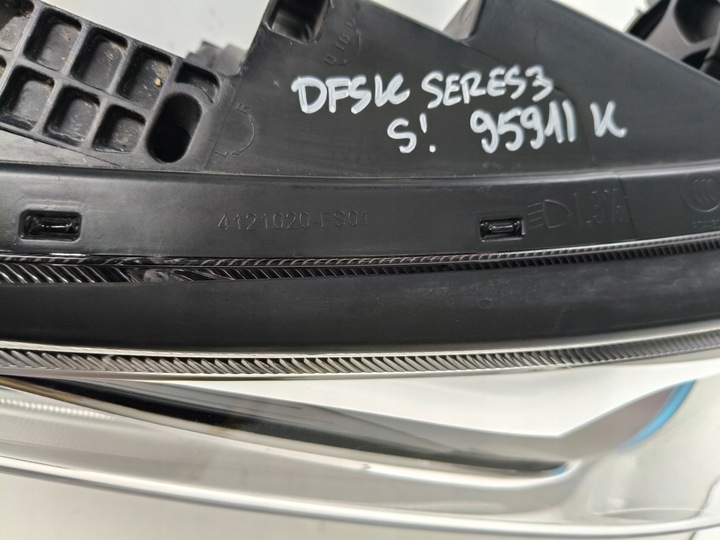 DFSK SERES3
S! 95911 K
4121020-FS01